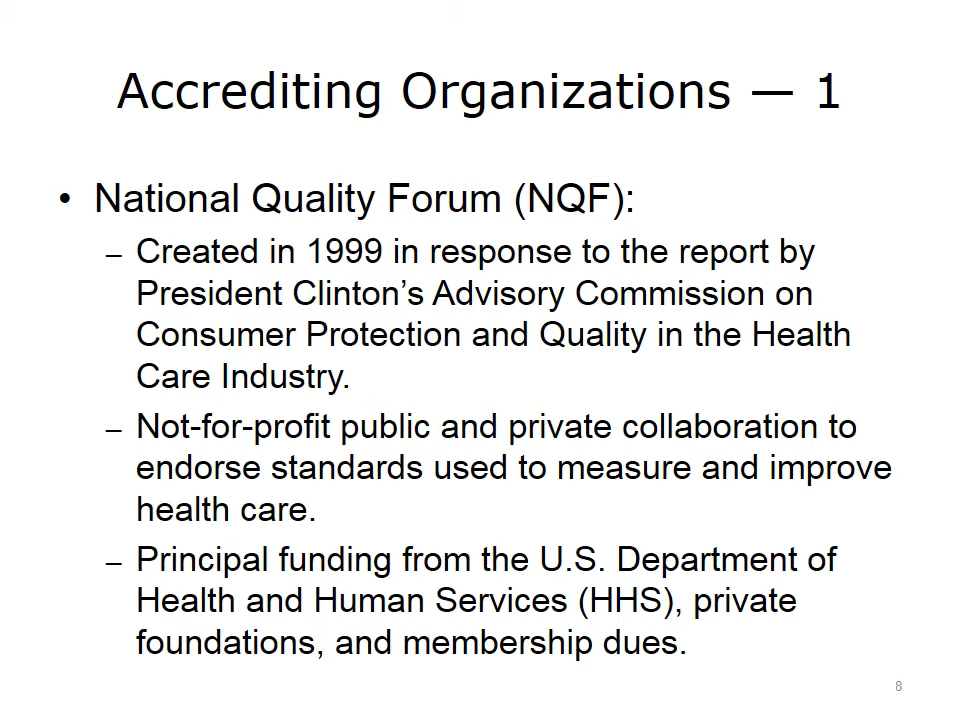 Accrediting Organizations — 1
• National Quality Forum (NQF):
– Created in 1999 in response to the report by
President Clinton’s Advisory Commission on
Consumer Protection and Quality in the Health
Care Industry.
– Not-for-profit public and private collaboration to
endorse standards used to measure and improve
health care.
– Principal funding from the U.S. Department of
Health and Human Services (HHS), private
foundations, and membership dues.
8